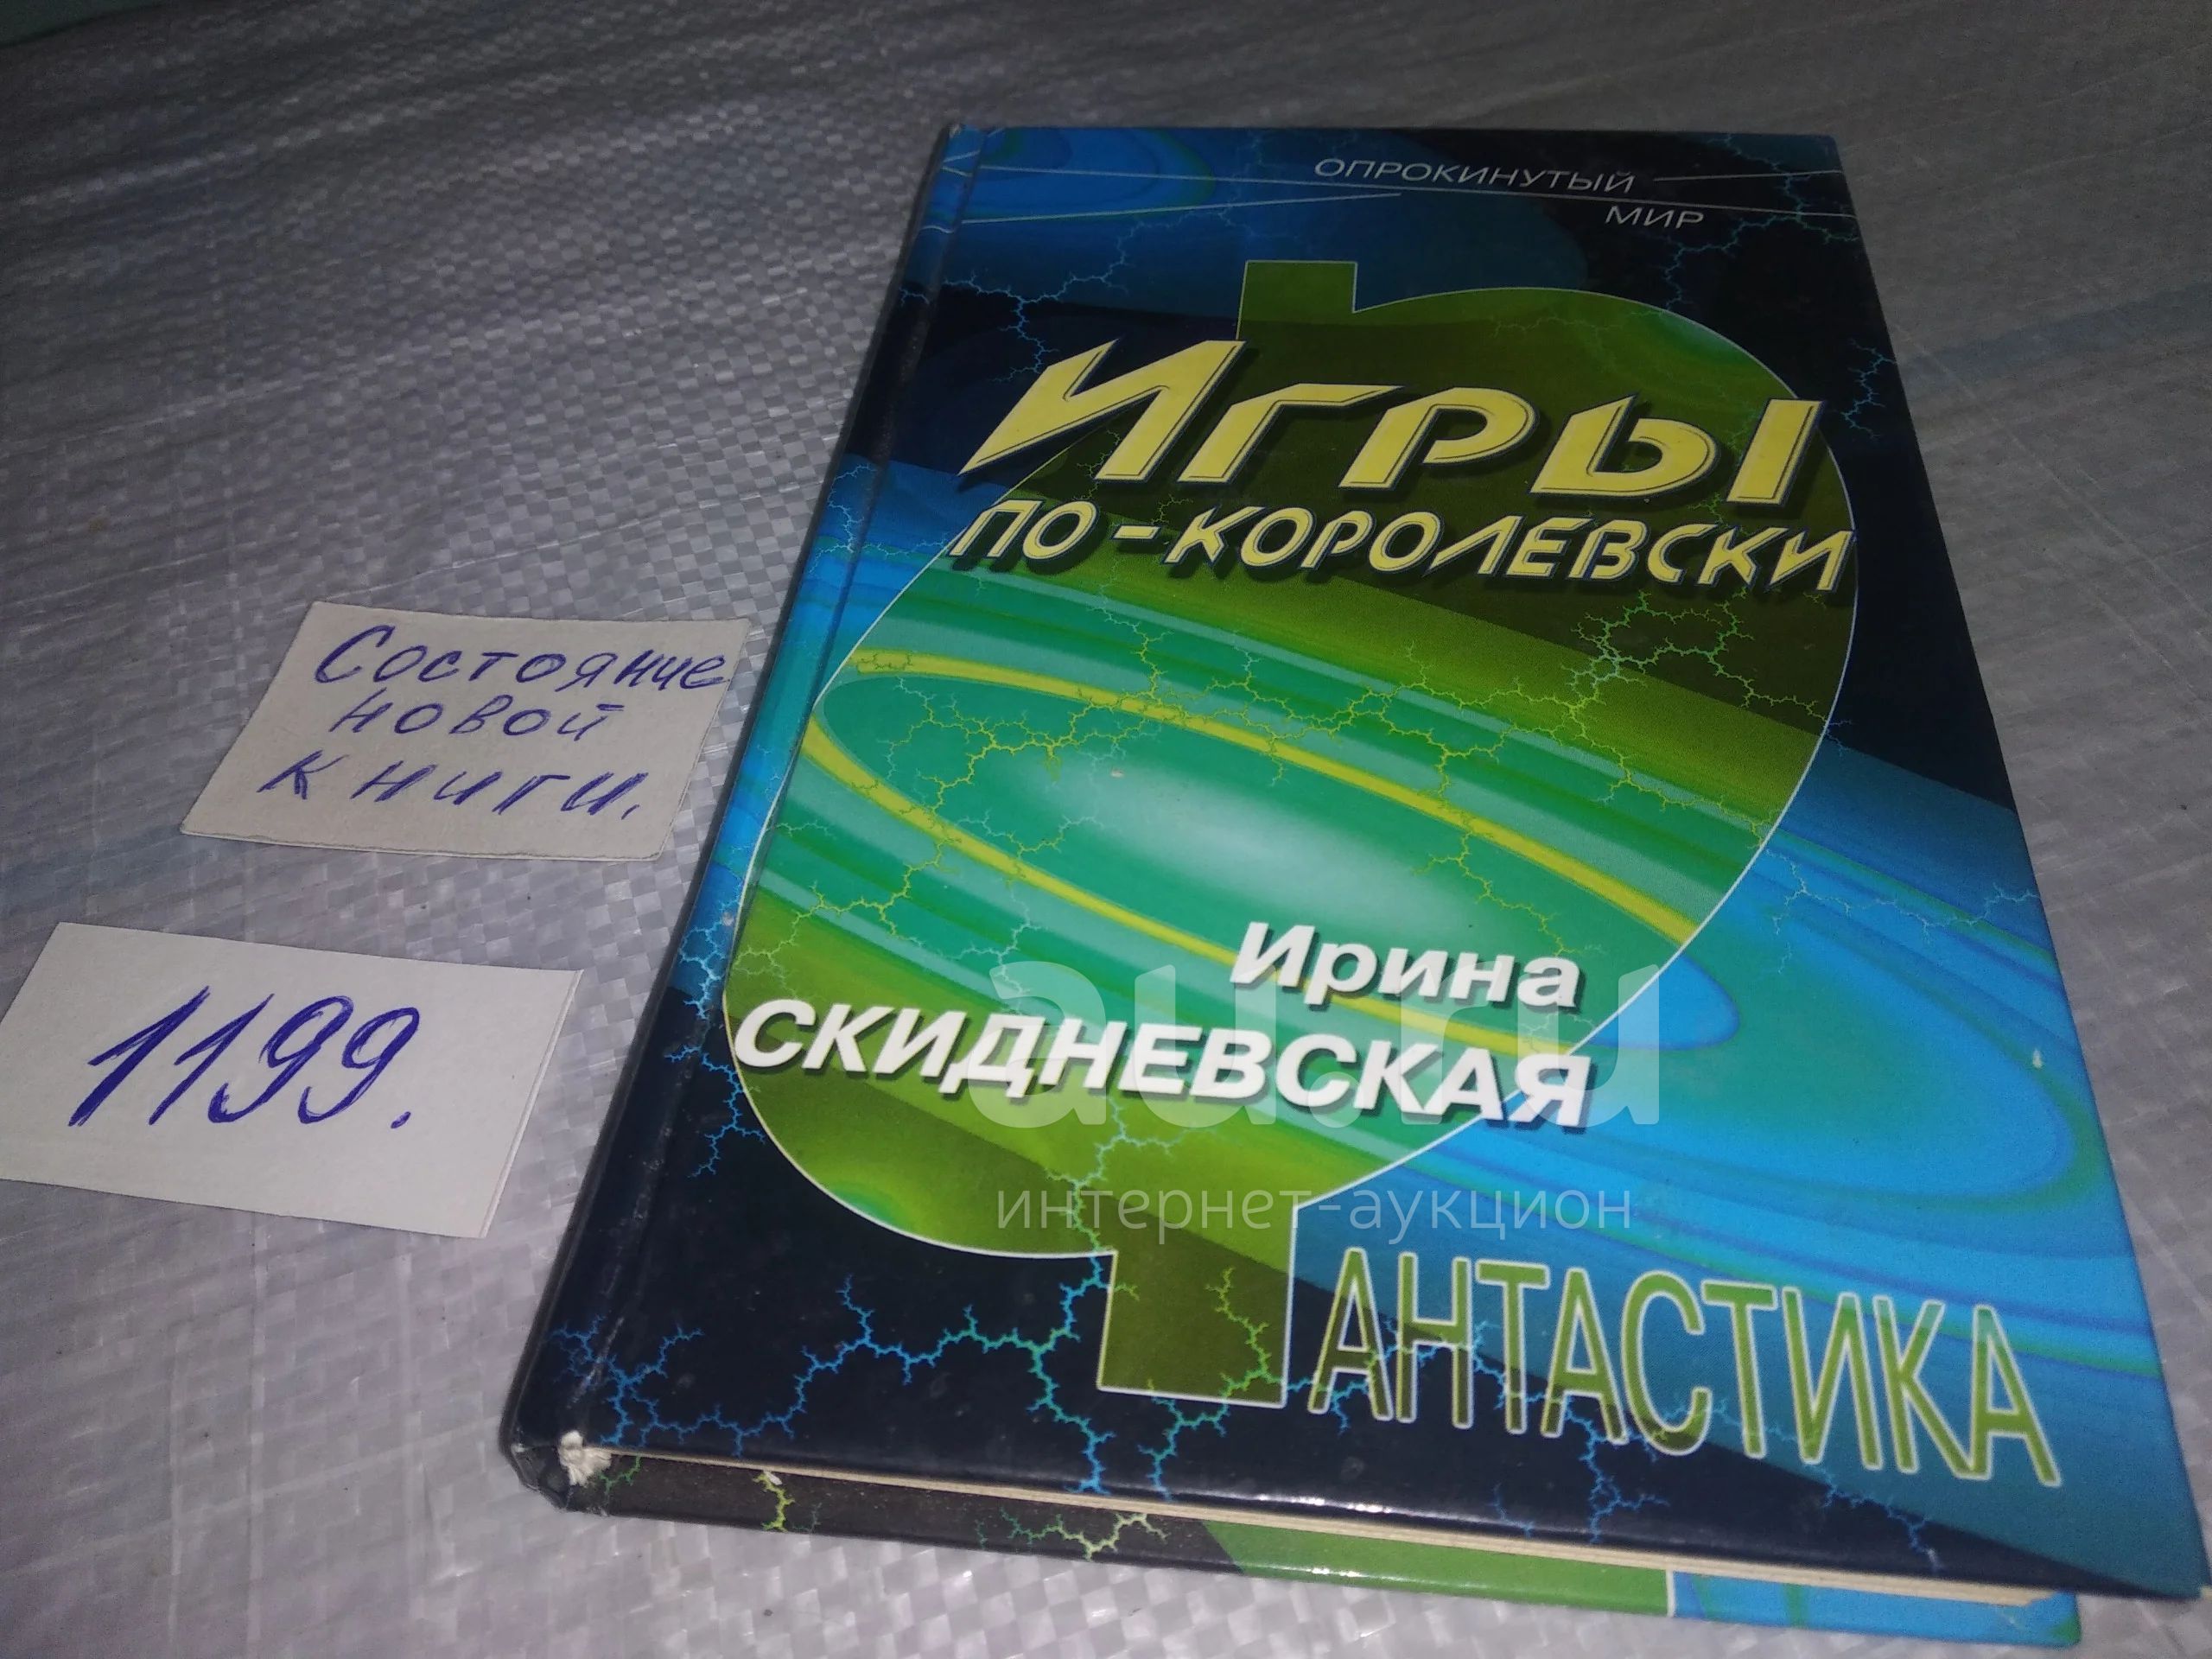 ОПРОКИНУТЫЙ
МИР
Игры
по-королевски
Ирина
СКИДНЕВСКАЯ
ФАНТАСТИКА
Состояние
новой
книги.
1199.
au.ru
интернет-аукцион